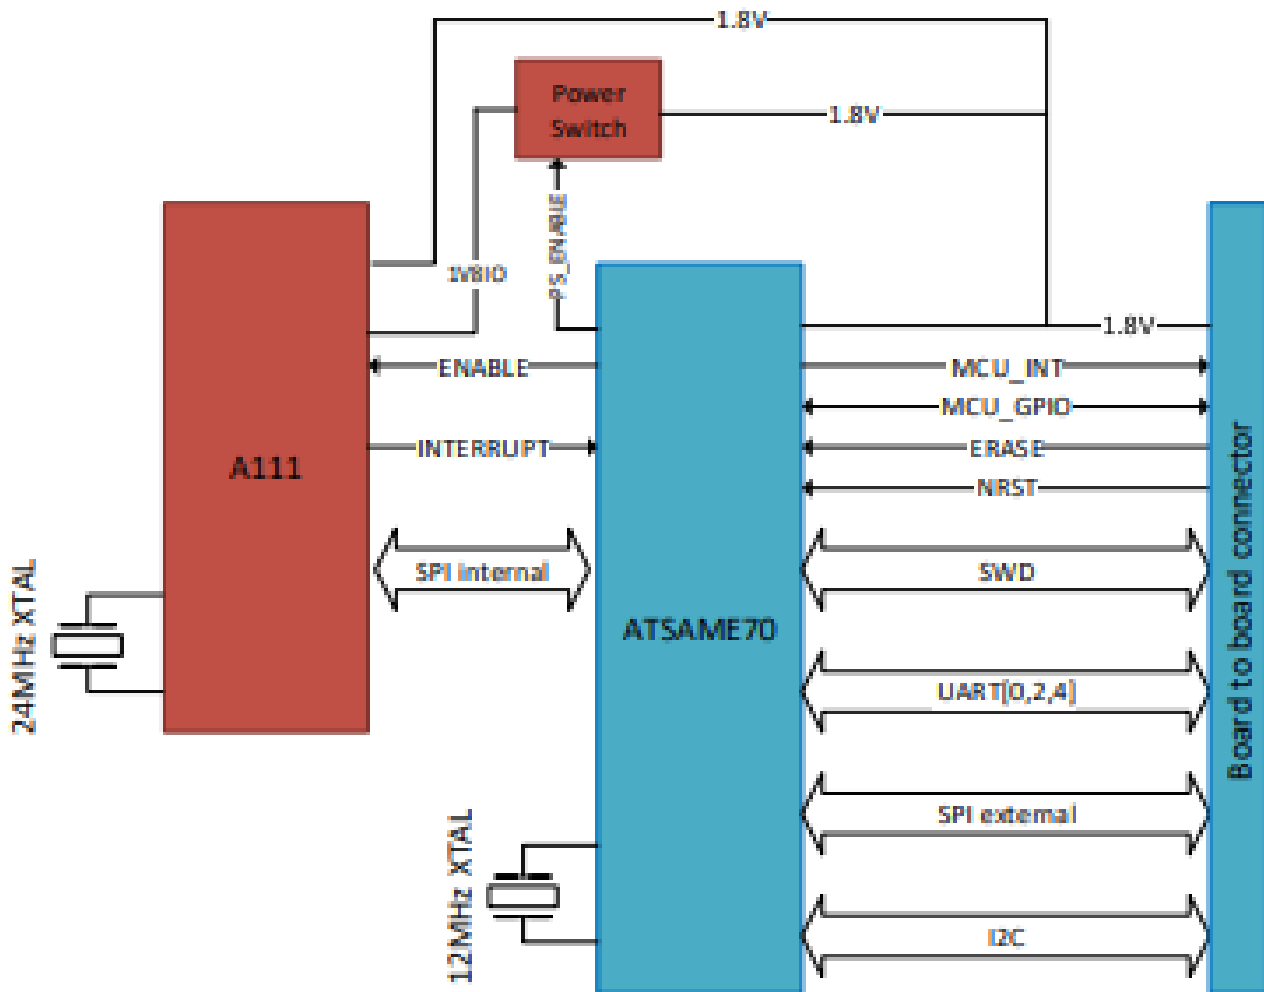 1.8V
Power
Switch
1.8V
PS_ENABLE
1V8IO
1.8V
ENABLE
MCU_INT
MCU_GPIO
INTERRUPT
ERASE
A111
NRST
SPI internal
SWD
24MHz XTAL
ATSAME70
Board to board connector
UART[0,2,4]
SPI external
12MHz XTAL
I2C